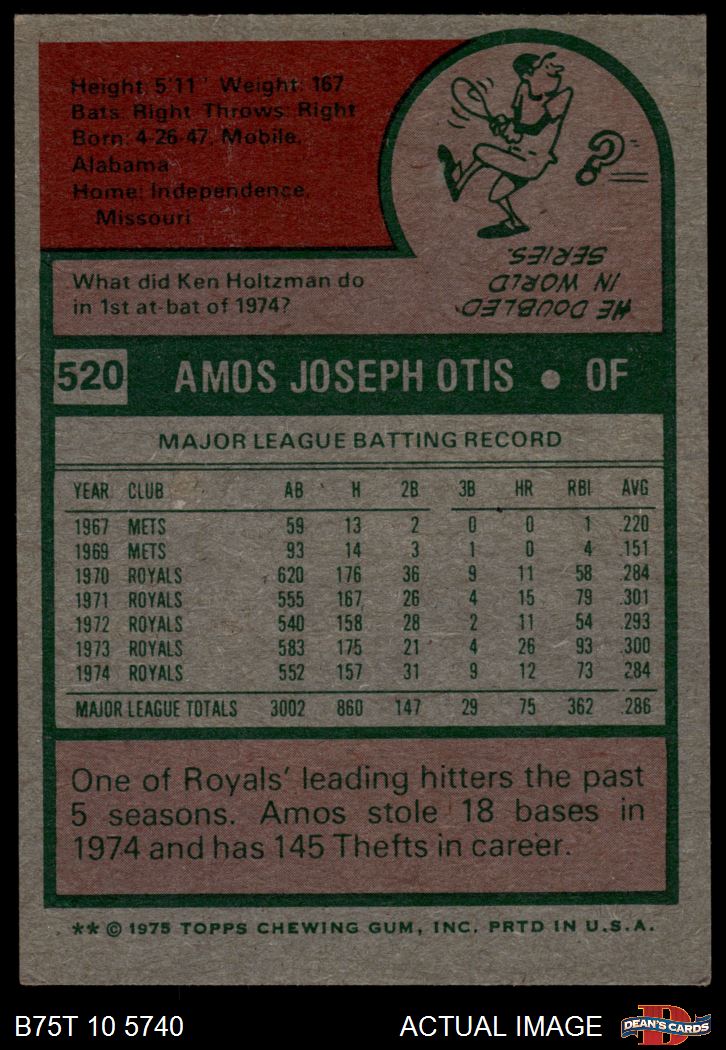 Height: 5'11" Weight: 167
Bats: Right Throws: Right
Born: 4-26-47, Mobile,
Alabama
Home: Independence,
Missouri
?
What did Ken Holtzman do
in 1st at-bat of 1974?
HE DOUBLED
IN WORLD
SERIES.
520 AMOS JOSEPH OTIS • OF
MAJOR LEAGUE BATTING RECORD
YEAR CLUB AB H 2B 3B HR RBI AVG
1967 METS 59 13 2 0 0 1 .220
1969 METS 93 14 3 1 0 4 .151
1970 ROYALS 620 176 36 9 11 58 .284
1971 ROYALS 555 167 26 4 15 79 .301
1972 ROYALS 540 158 28 2 11 54 .293
1973 ROYALS 583 175 21 4 26 93 .300
1974 ROYALS 552 157 31 9 12 73 .284
MAJOR LEAGUE TOTALS 3002 860 147 29 75 362 .286
One of Royals' leading hitters the past
5 seasons. Amos stole 18 bases in
1974 and has 145 Thefts in career.
** © 1975 TOPPS CHEWING GUM, INC. PRTD IN U.S.A.
B75T 10 5740 ACTUAL IMAGE
D
DEAN'S CARDS